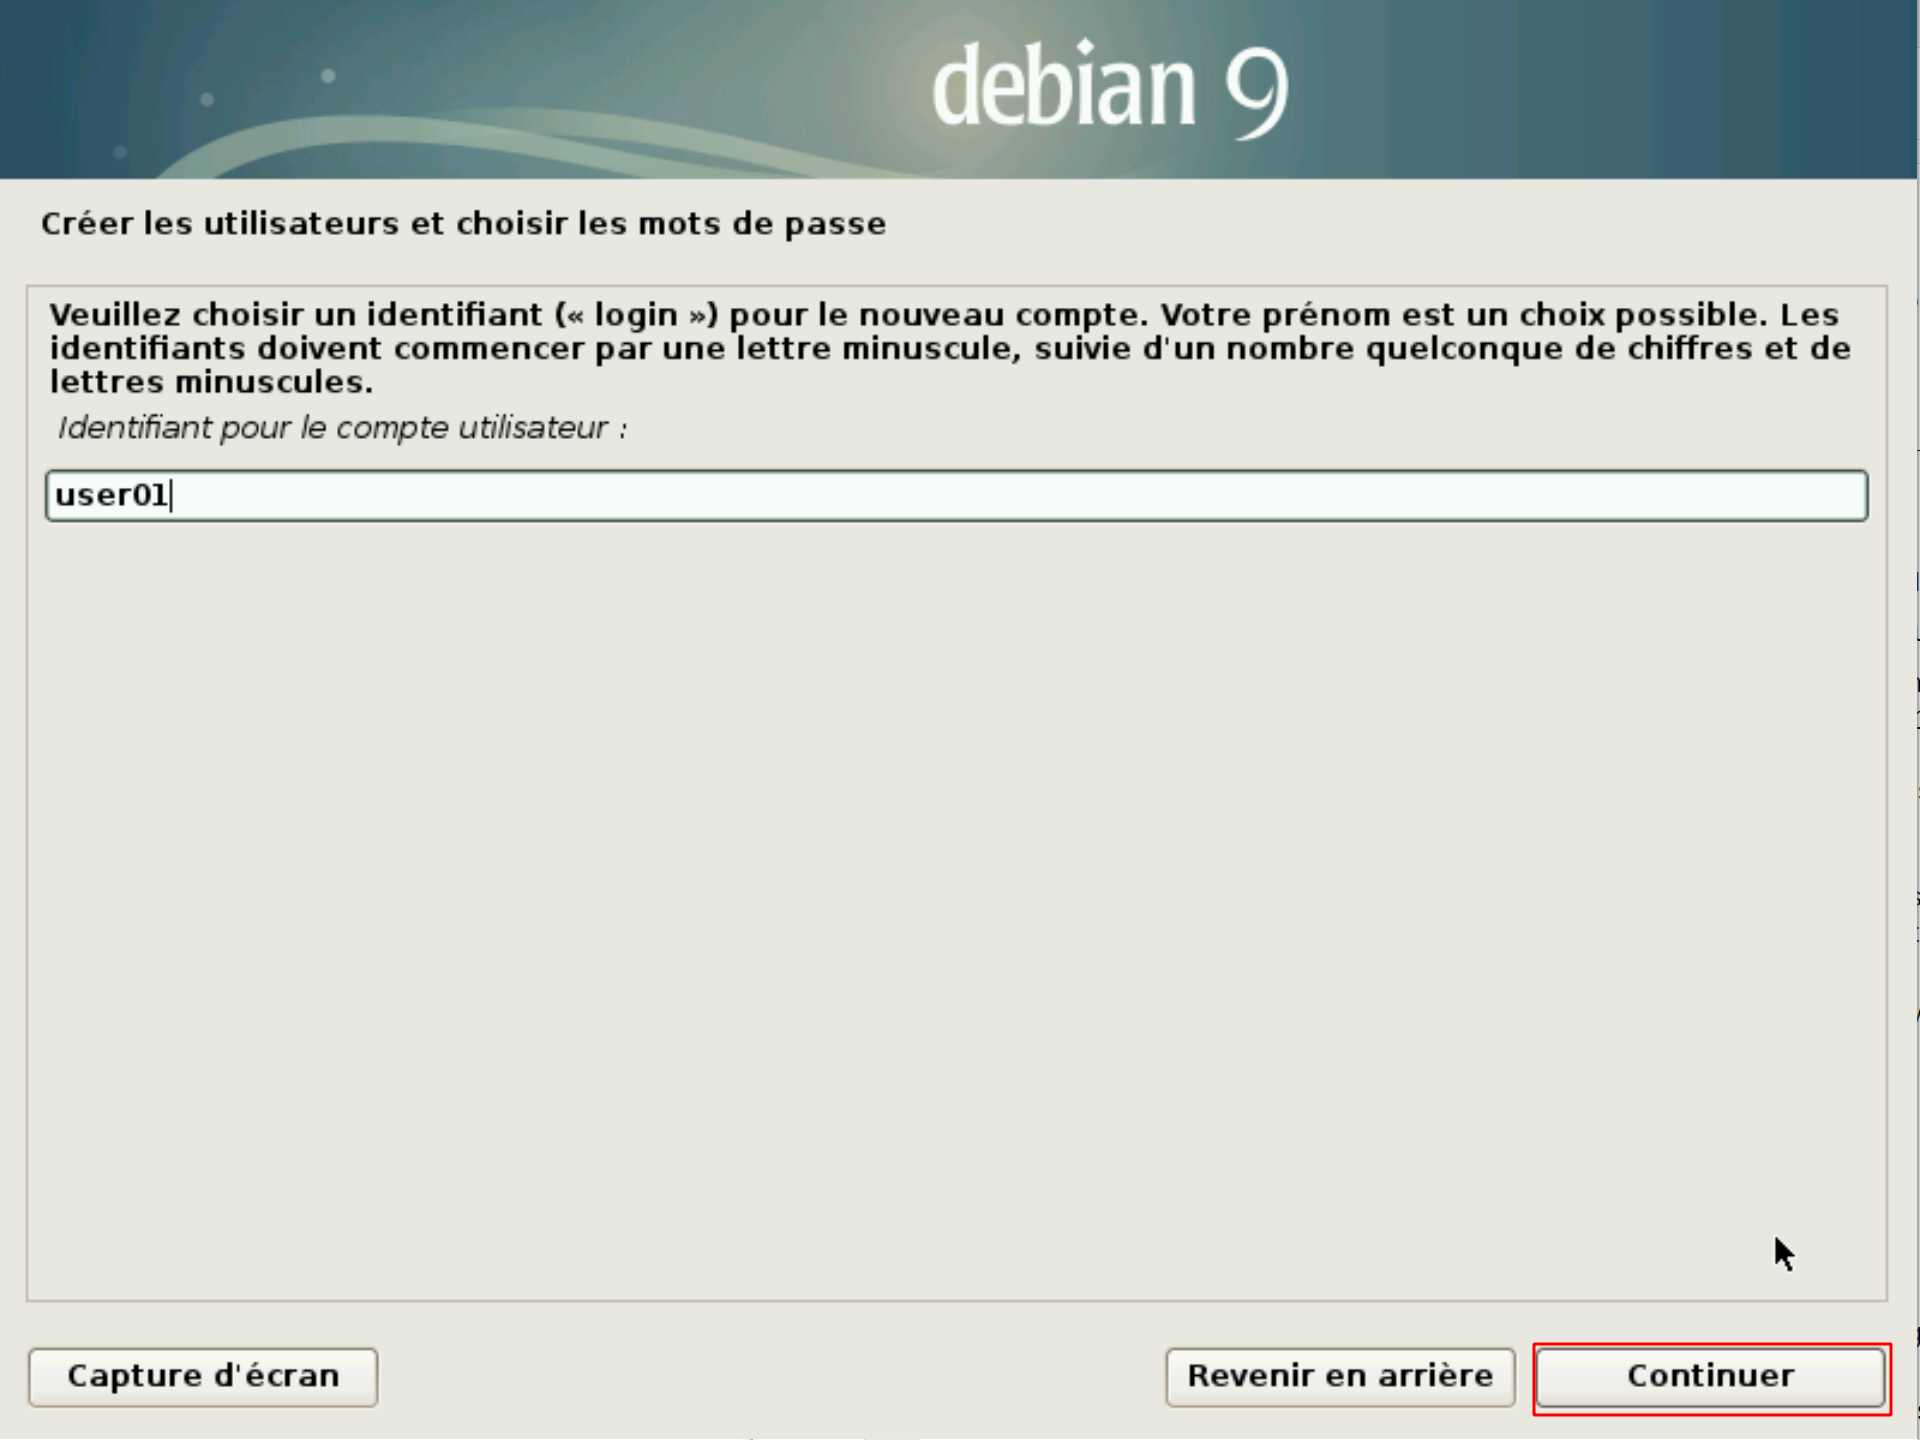 debian 9
Créer les utilisateurs et choisir les mots de passe
Veuillez choisir un identifiant (« login ») pour le nouveau compte. Votre prénom est un choix possible. Les
identifiants doivent commencer par une lettre minuscule, suivie d'un nombre quelconque de chiffres et de
lettres minuscules.
Identifiant pour le compte utilisateur :
user01
Capture d'écran
Revenir en arrière
Continuer